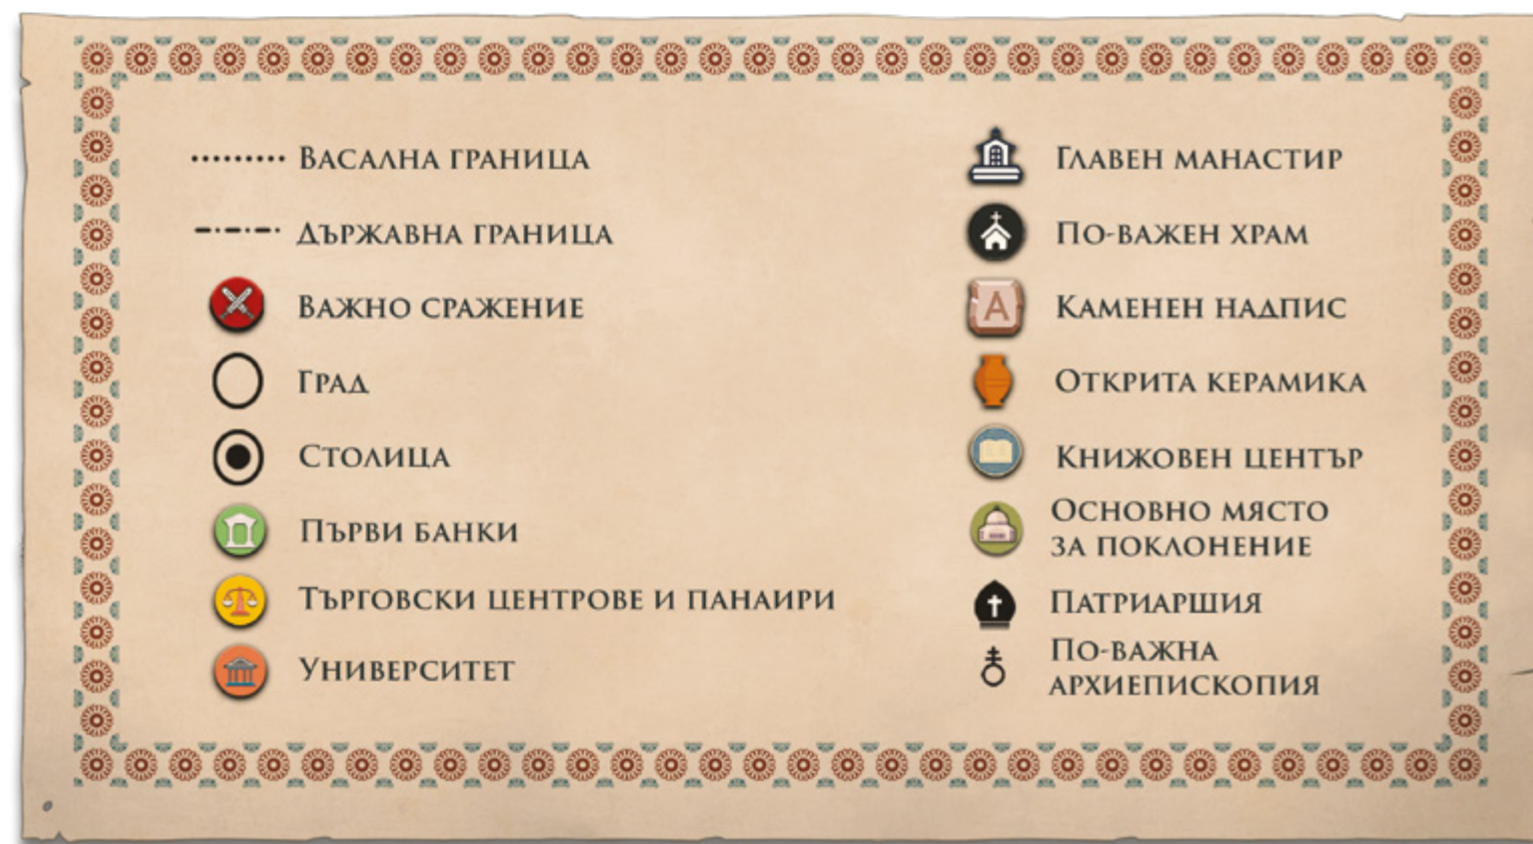 Васална граница
Държавна граница
Важно сражение
Град
Столица
Първи банки
Търговски центрове и панаири
Университет
Главен манастир
По-важен храм
А
Каменен надпис
Открита керамика
Книжовен център
Основно място
за поклонение
Патриаршия
По-важна
архиепископия